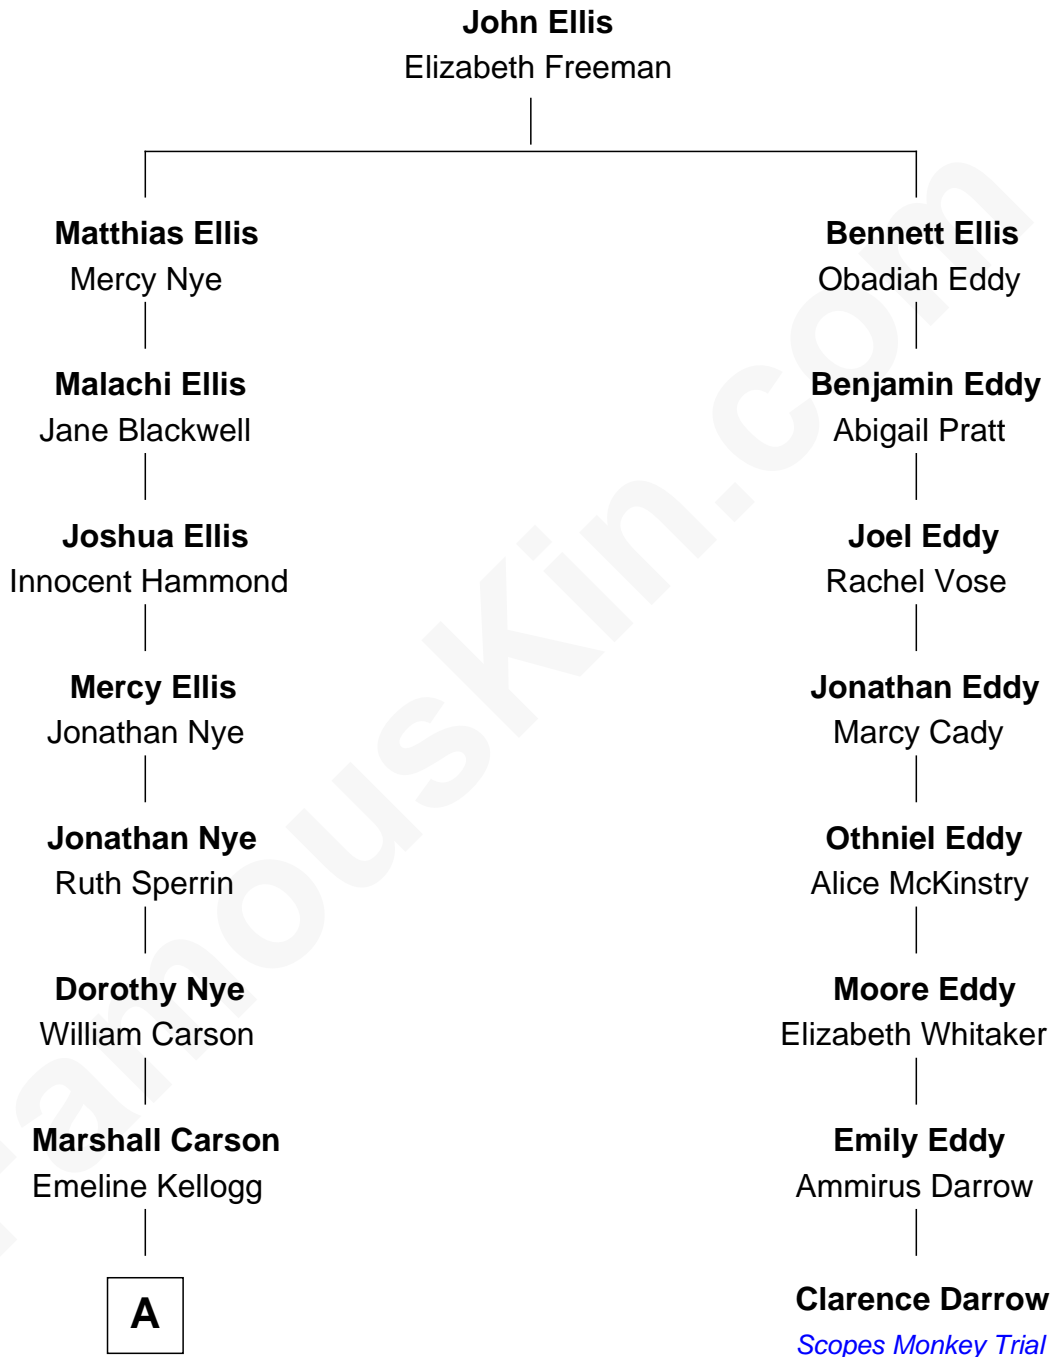 John Ellis
Elizabeth Freeman
Matthias Ellis
Mercy Nye
Bennett Ellis
Obadiah Eddy
Malachi Ellis
Jane Blackwell
Benjamin Eddy
Abigail Pratt
Joshua Ellis
Innocent Hammond
Joel Eddy
Rachel Vose
Mercy Ellis
Jonathan Nye
Jonathan Eddy
Marcy Cady
Jonathan Nye
Ruth Sperrin
Othniel Eddy
Alice McKinstry
Dorothy Nye
William Carson
Moore Eddy
Elizabeth Whitaker
Marshall Carson
Emeline Kellogg
Emily Eddy
Ammirus Darrow
A
Clarence Darrow
Scopes Monkey Trial
FamousKin.com